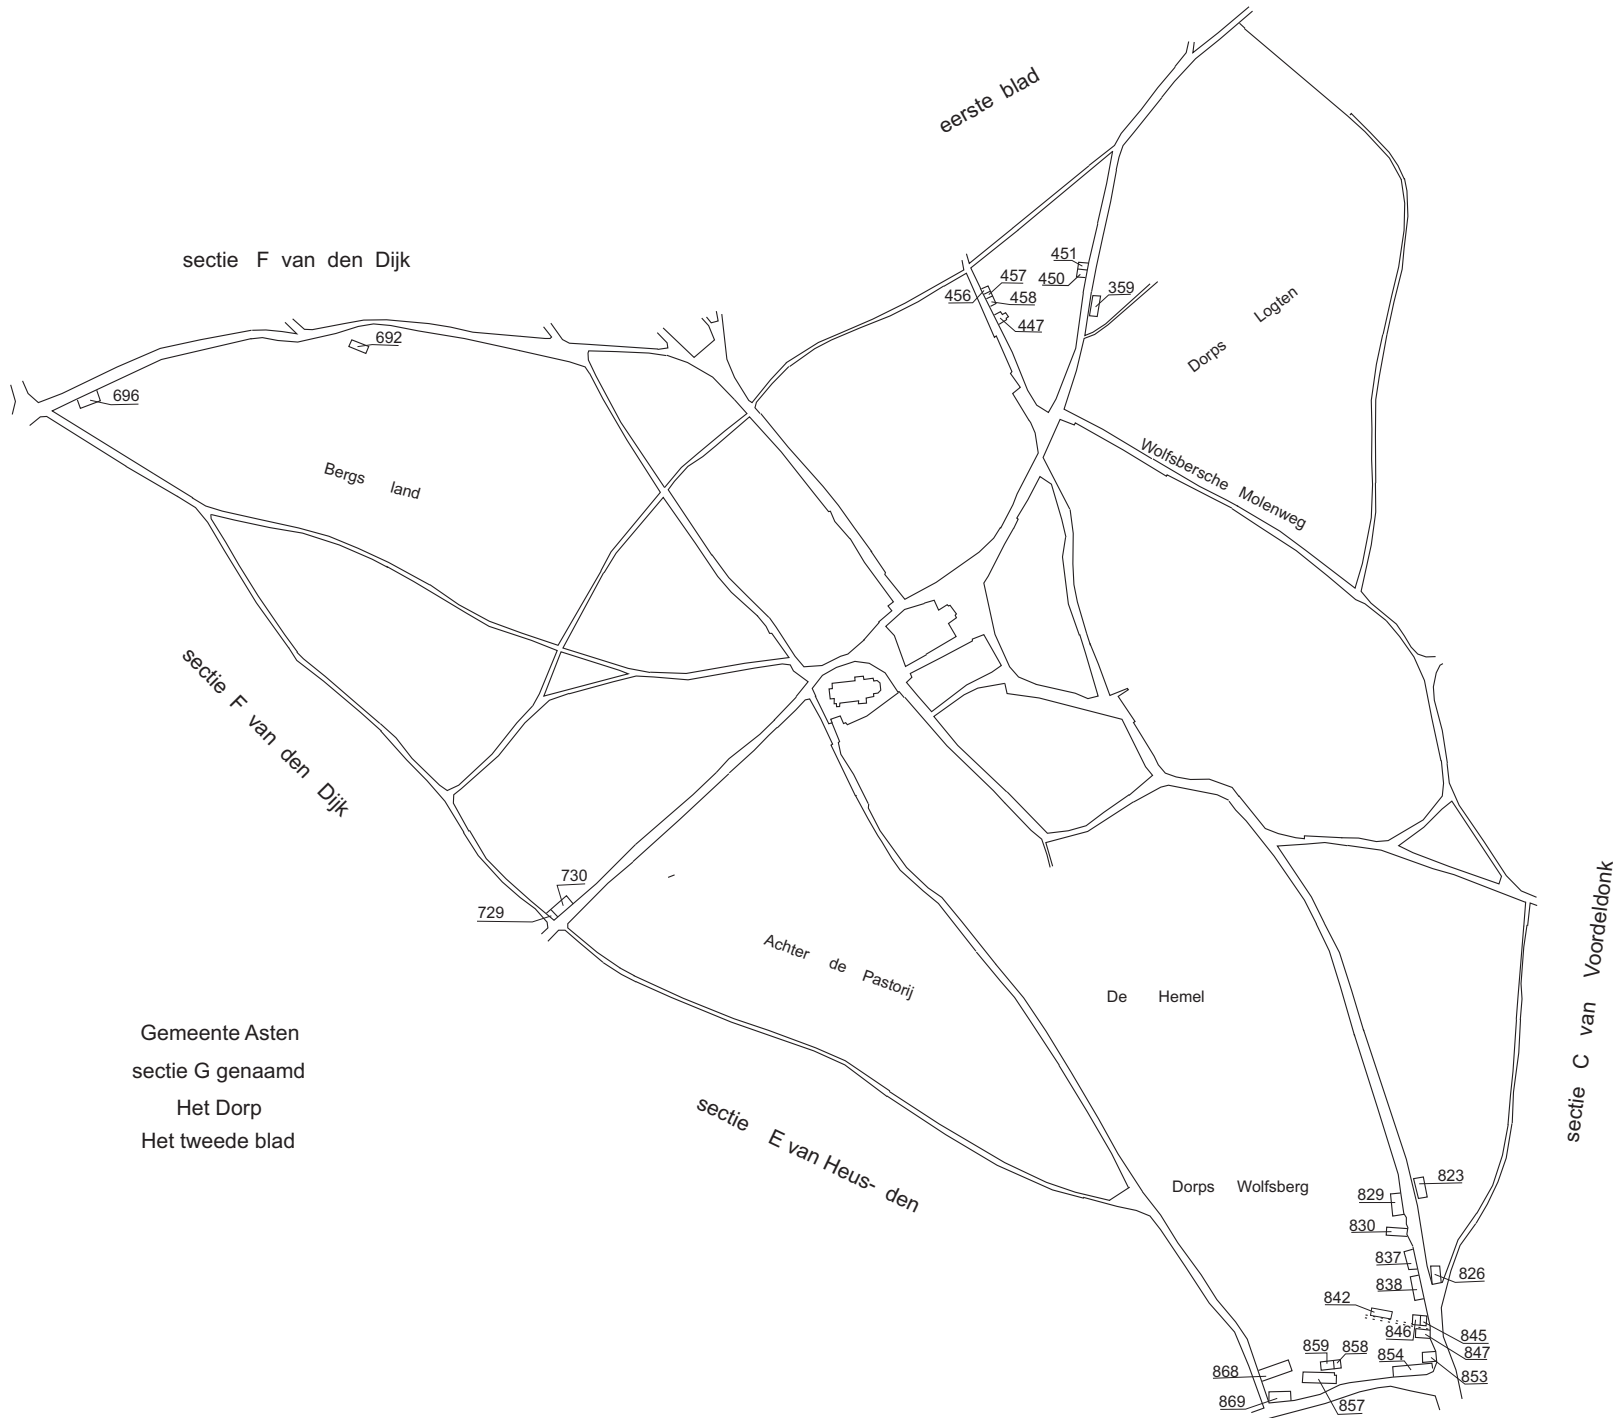 eerste blad
sectie F van den Dijk
451
457
450
456
458
359
447
Dorps Logten
692
696
Bergs land
Wolfsbersche Molenweg
sectie F van den Dijk
730
729
Achter de Pastorij
De Hemel
sectie C van Voordeldonk
Gemeente Asten
sectie G genaamd
Het Dorp
Het tweede blad
sectie E van Heus- den
Dorps Wolfsberg
823
829
830
837
826
838
842
846
845
847
859
858
854
853
868
869
857